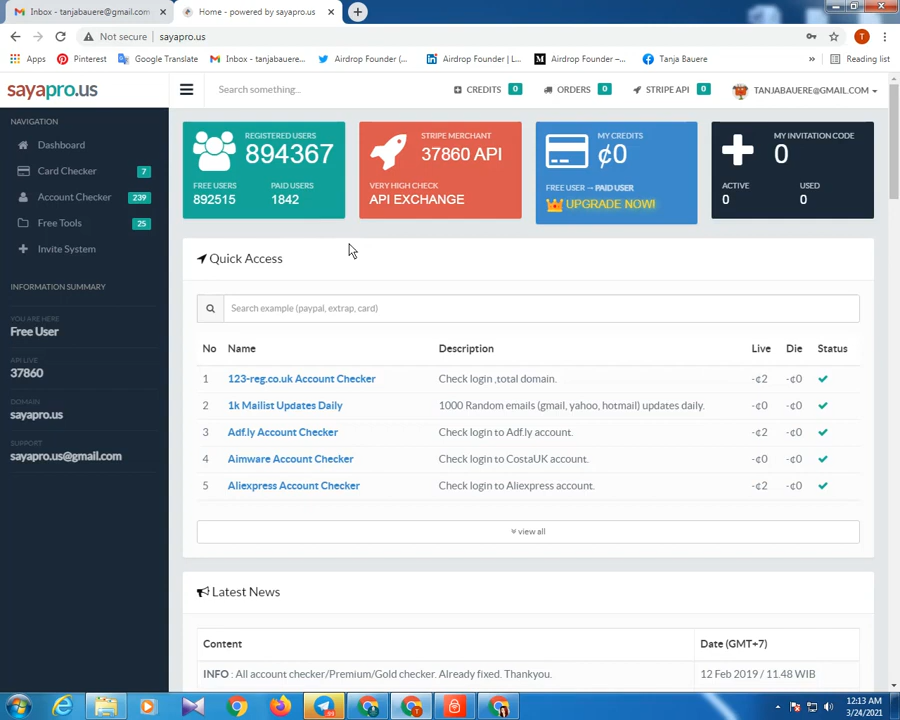 Inbox - tanjabauere@gmail.com
Home - powered by sayapro.us
Not secure | sayapro.us
Apps Pinterest Google Translate Inbox - tanjabauere... Airdrop Founder (... Airdrop Founder | L... Airdrop Founder –... Tanja Bauere » Reading list
sayapro.us Search something... CREDITS 0 ORDERS 0 STRIPE API 0 TANJABAUERE@GMAIL.COM
NAVIGATION
Dashboard
Card Checker 7
Account Checker 239
Free Tools 25
Invite System
INFORMATION SUMMARY
YOU ARE HERE
Free User
API LIVE
37860
DOMAIN
sayapro.us
SUPPORT
sayapro.us@gmail.com
REGISTERED USERS
894367
FREE USERS PAID USERS
892515 1842
STRIPE MERCHANT
37860 API
VERY HIGH CHECK
API EXCHANGE
MY CREDITS
₵0
FREE USER → PAID USER
UPGRADE NOW!
MY INVITATION CODE
0
ACTIVE USED
0 0
Quick Access
Search example (paypal, extrap, card)
No Name Description Live Die Status
1 123-reg.co.uk Account Checker Check login ,total domain. -¢2 -¢0
2 1k Mailist Updates Daily 1000 Random emails (gmail, yahoo, hotmail) updates daily. -¢0 -¢0
3 Adf.ly Account Checker Check login to Adf.ly account. -¢2 -¢0
4 Aimware Account Checker Check login to CostaUK account. -¢0 -¢0
5 Aliexpress Account Checker Check login to Aliexpress account. -¢2 -¢0
view all
Latest News
Content Date (GMT+7)
INFO : All account checker/Premium/Gold checker. Already fixed. Thankyou. 12 Feb 2019 / 11.48 WIB
12:13 AM
3/24/2021